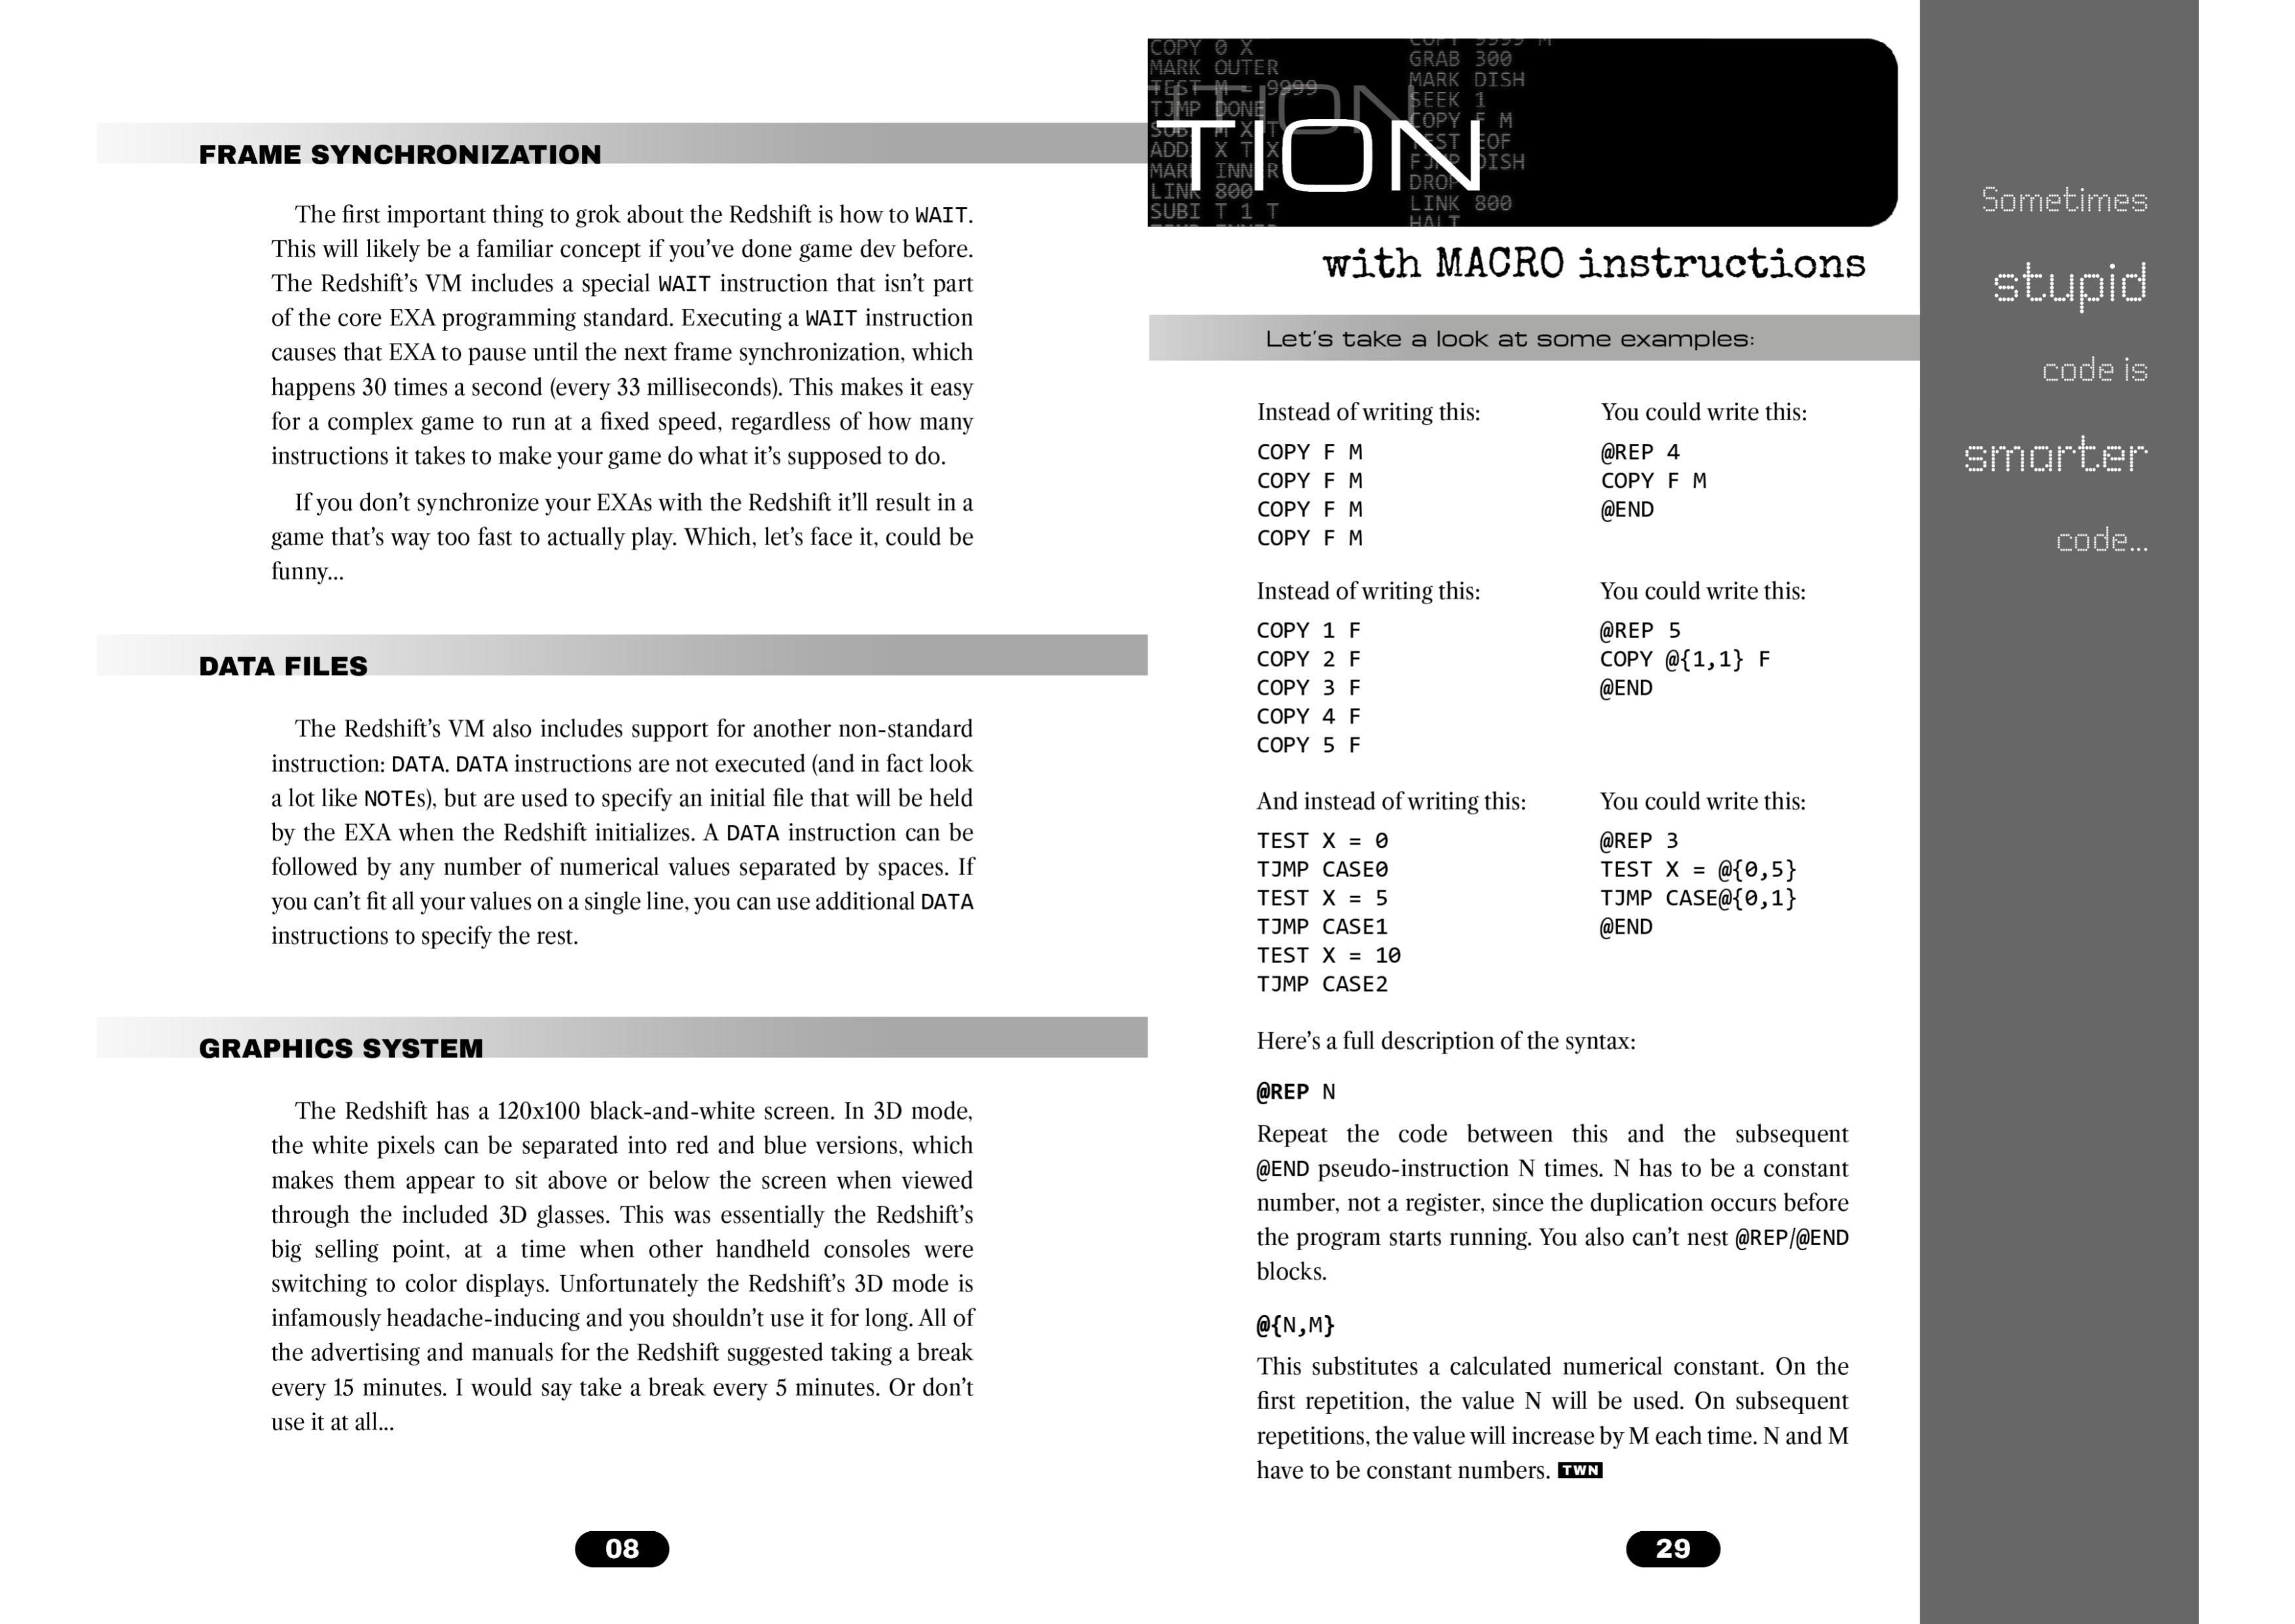 FRAME SYNCHRONIZATION
The first important thing to grok about the Redshift is how to WAIT.
This will likely be a familiar concept if you've done game dev before.
The Redshift's VM includes a special WAIT instruction that isn't part
of the core EXA programming standard. Executing a WAIT instruction
causes that EXA to pause until the next frame synchronization, which
happens 30 times a second (every 33 milliseconds). This makes it easy
for a complex game to run at a fixed speed, regardless of how many
instructions it takes to make your game do what it's supposed to do.
If you don't synchronize your EXAs with the Redshift it'll result in a
game that's way too fast to actually play. Which, let's face it, could be
funny...
DATA FILES
The Redshift's VM also includes support for another non-standard
instruction: DATA. DATA instructions are not executed (and in fact look
a lot like NOTEs), but are used to specify an initial file that will be held
by the EXA when the Redshift initializes. A DATA instruction can be
followed by any number of numerical values separated by spaces. If
you can't fit all your values on a single line, you can use additional DATA
instructions to specify the rest.
GRAPHICS SYSTEM
The Redshift has a 120x100 black-and-white screen. In 3D mode,
the white pixels can be separated into red and blue versions, which
makes them appear to sit above or below the screen when viewed
through the included 3D glasses. This was essentially the Redshift's
big selling point, at a time when other handheld consoles were
switching to color displays. Unfortunately the Redshift's 3D mode is
infamously headache-inducing and you shouldn't use it for long. All of
the advertising and manuals for the Redshift suggested taking a break
every 15 minutes. I would say take a break every 5 minutes. Or don't
use it at all...
08
COPY 0 X
MARK OUTER
TEST M = 9999
TJMP DONE
X T
X T X
LINK 800
SUBI T 1 T
COPY 9999 M
GRAB 300
MARK DISH
SEEK 1
COPY F M
EOF
DISH
DROP
LINK 800
HALT
TION
with MACRO instructions
Let's take a look at some examples:
Instead of writing this:
COPY F M
COPY F M
COPY F M
COPY F M
You could write this:
@REP 4
COPY F M
@END
Instead of writing this:
COPY 1 F
COPY 2 F
COPY 3 F
COPY 4 F
COPY 5 F
You could write this:
@REP 5
COPY @{1,1} F
@END
And instead of writing this:
TEST X = 0
TJMP CASE0
TEST X = 5
TJMP CASE1
TEST X = 10
TJMP CASE2
You could write this:
@REP 3
TEST X = @{0,5}
TJMP CASE@{0,1}
@END
Here's a full description of the syntax:
@REP N
Repeat the code between this and the subsequent
@END pseudo-instruction N times. N has to be a constant
number, not a register, since the duplication occurs before
the program starts running. You also can't nest @REP/@END
blocks.
@{N,M}
This substitutes a calculated numerical constant. On the
first repetition, the value N will be used. On subsequent
repetitions, the value will increase by M each time. N and M
have to be constant numbers. TWN
29
Sometimes
stupid
code is
smarter
code...